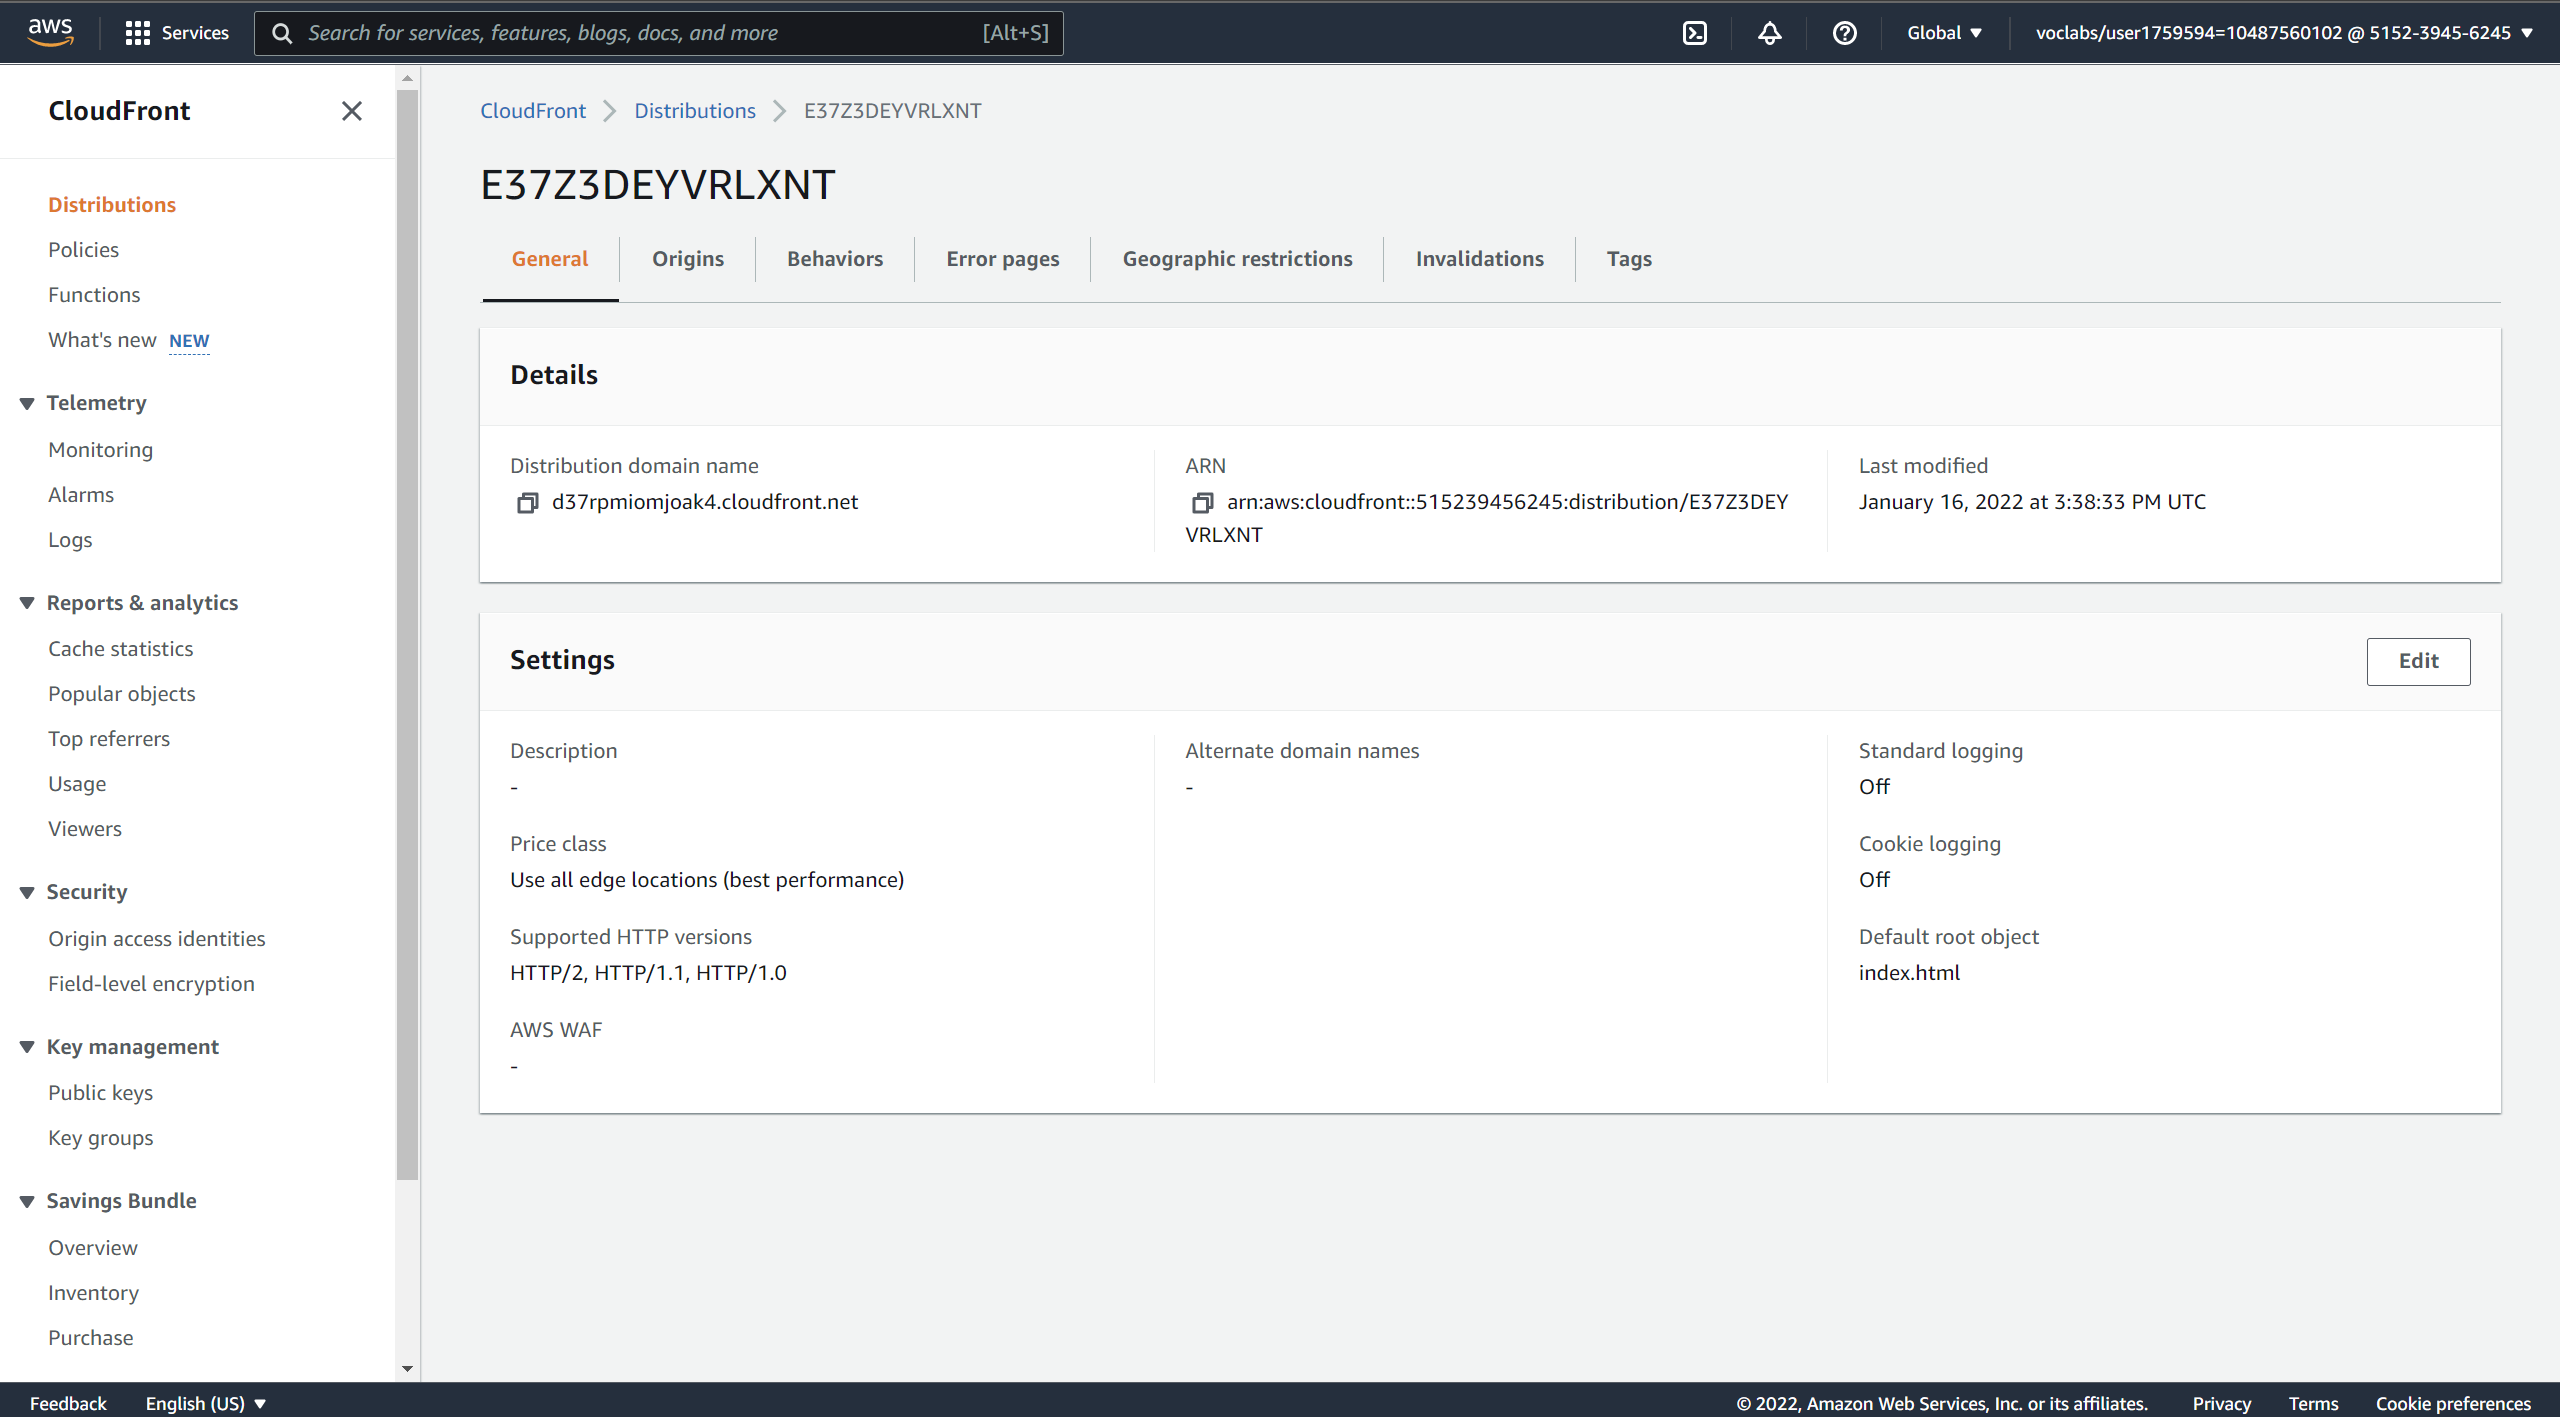 aws
Services
Search for services, features, blogs, docs, and more
[Alt+S]
Global
voclabs/user1759594=10487560102 @ 5152-3945-6245
CloudFront
Distributions
Policies
Functions
What's new NEW
Telemetry
Monitoring
Alarms
Logs
Reports & analytics
Cache statistics
Popular objects
Top referrers
Usage
Viewers
Security
Origin access identities
Field-level encryption
Key management
Public keys
Key groups
Savings Bundle
Overview
Inventory
Purchase
CloudFront
Distributions
E37Z3DEYVRLXNT
E37Z3DEYVRLXNT
General
Origins
Behaviors
Error pages
Geographic restrictions
Invalidations
Tags
Details
Distribution domain name
d37rpmiomjoak4.cloudfront.net
ARN
arn:aws:cloudfront::515239456245:distribution/E37Z3DEY
VRLXNT
Last modified
January 16, 2022 at 3:38:33 PM UTC
Settings
Edit
Description
-
Price class
Use all edge locations (best performance)
Supported HTTP versions
HTTP/2, HTTP/1.1, HTTP/1.0
AWS WAF
-
Alternate domain names
-
Standard logging
Off
Cookie logging
Off
Default root object
index.html
Feedback
English (US)
© 2022, Amazon Web Services, Inc. or its affiliates.
Privacy
Terms
Cookie preferences